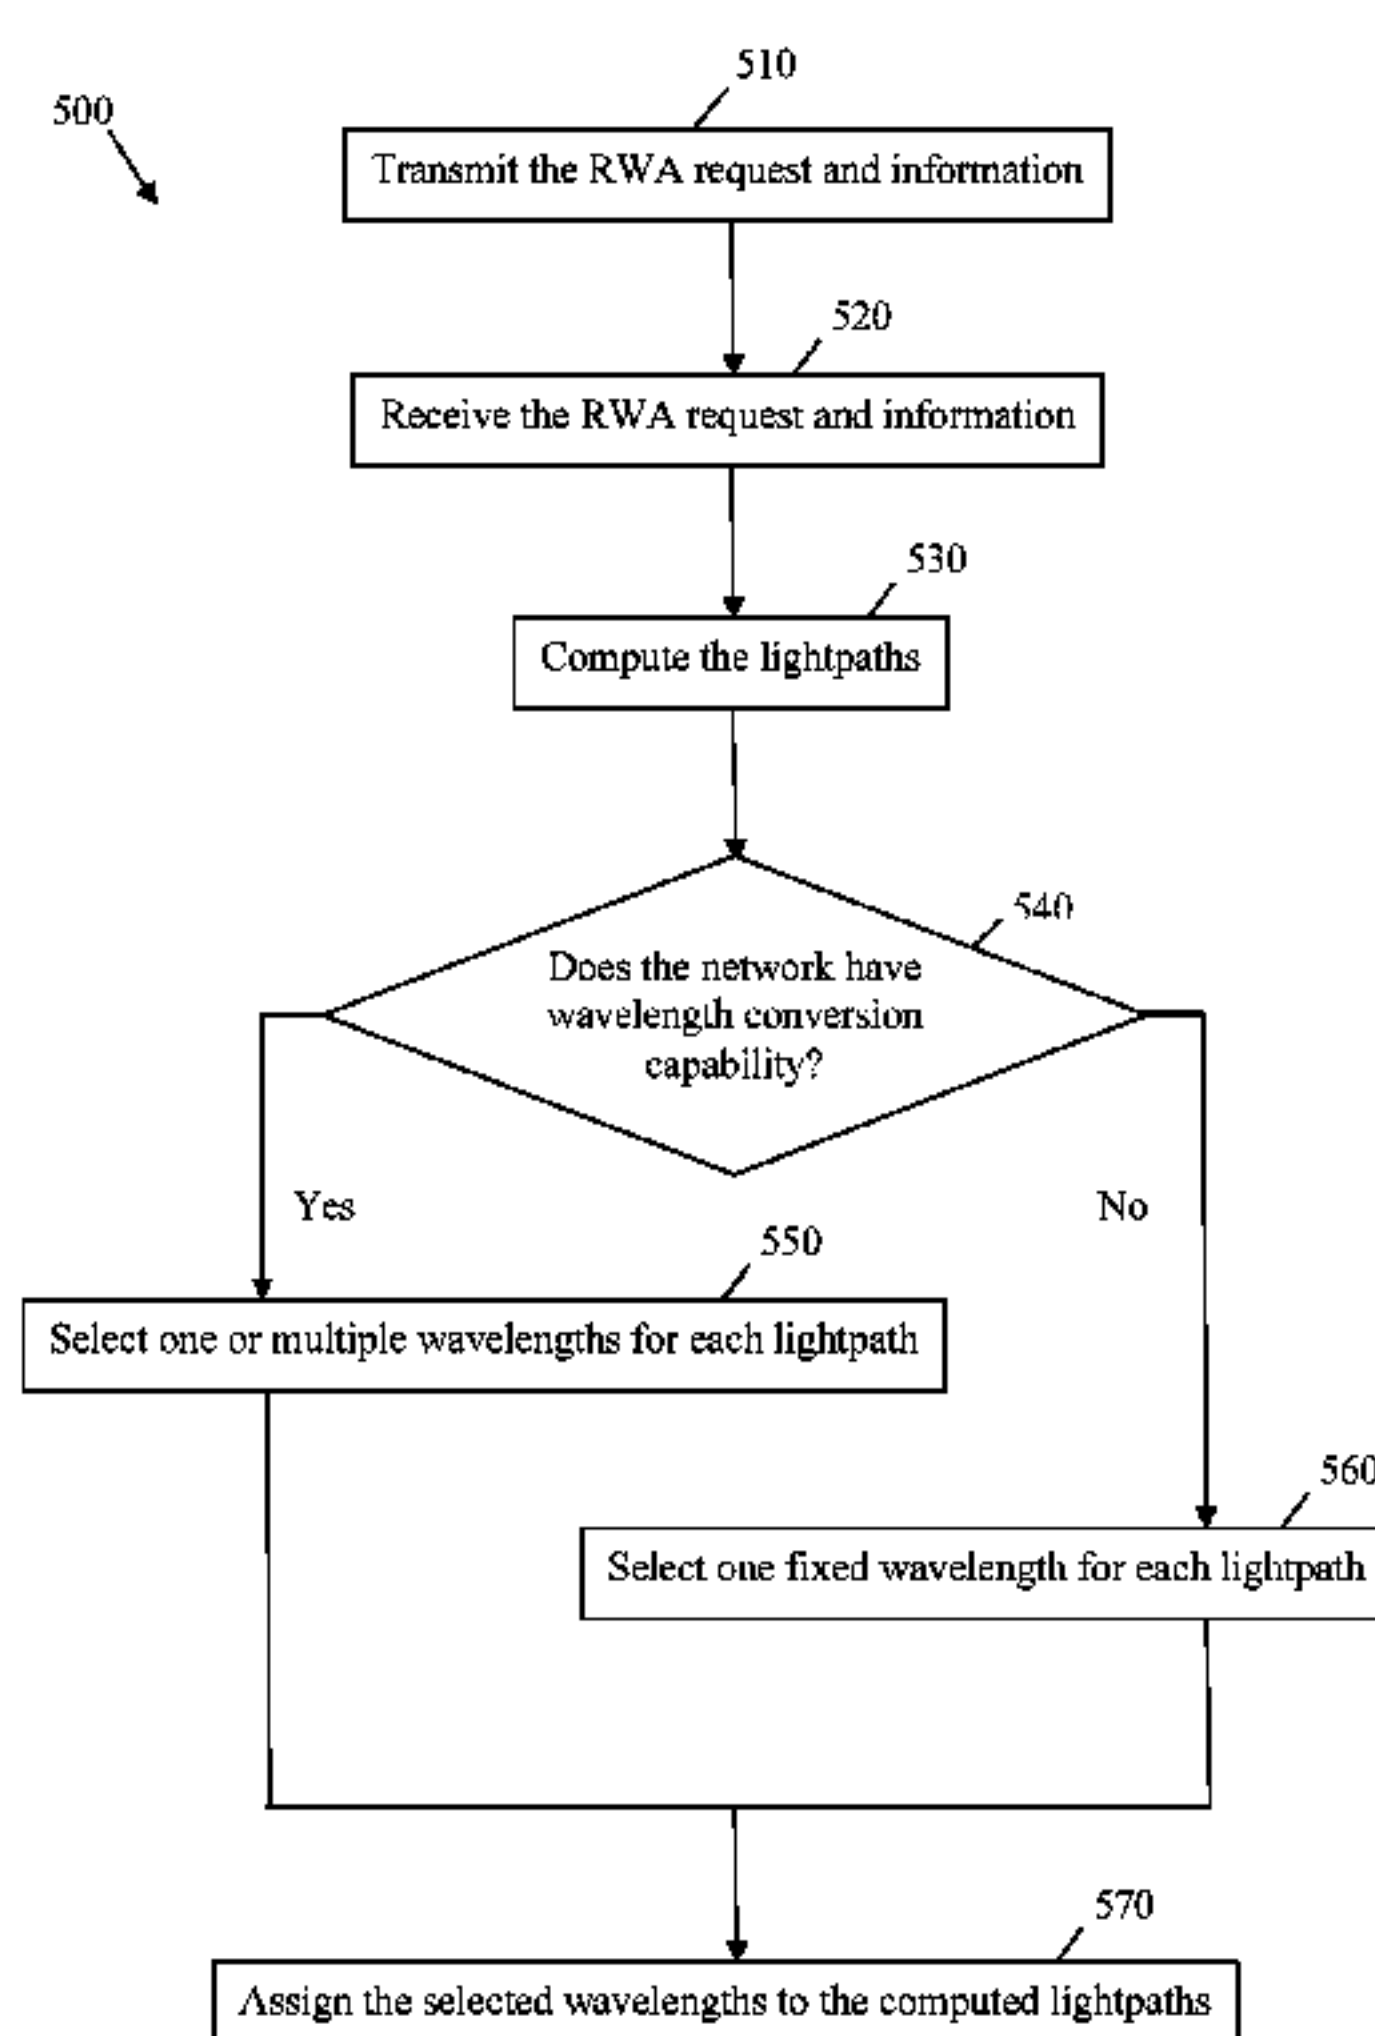 510
500
Transmit the RWA request and information
520
Receive the RWA request and information
530
Compute the lightpaths
540
Does the network have
wavelength conversion
capability?
Yes
No
550
Select one or multiple wavelengths for each lightpath
560
Select one fixed wavelength for each lightpath
570
Assign the selected wavelengths to the computed lightpaths